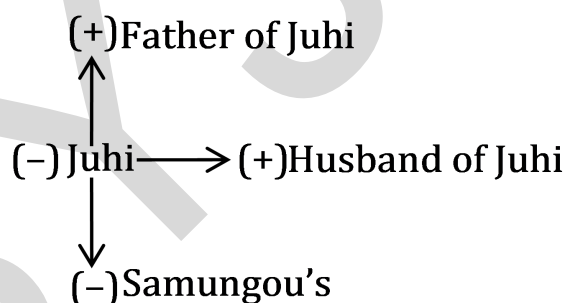 (+)Father of Juhi
(–) Juhi (+)Husband of Juhi
(–)Samungou's